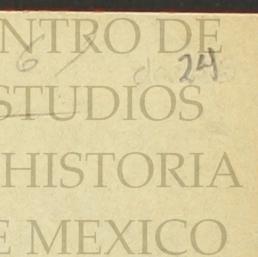 NTRO DE
24
STUDIOS
HISTORIA
E MEXICO